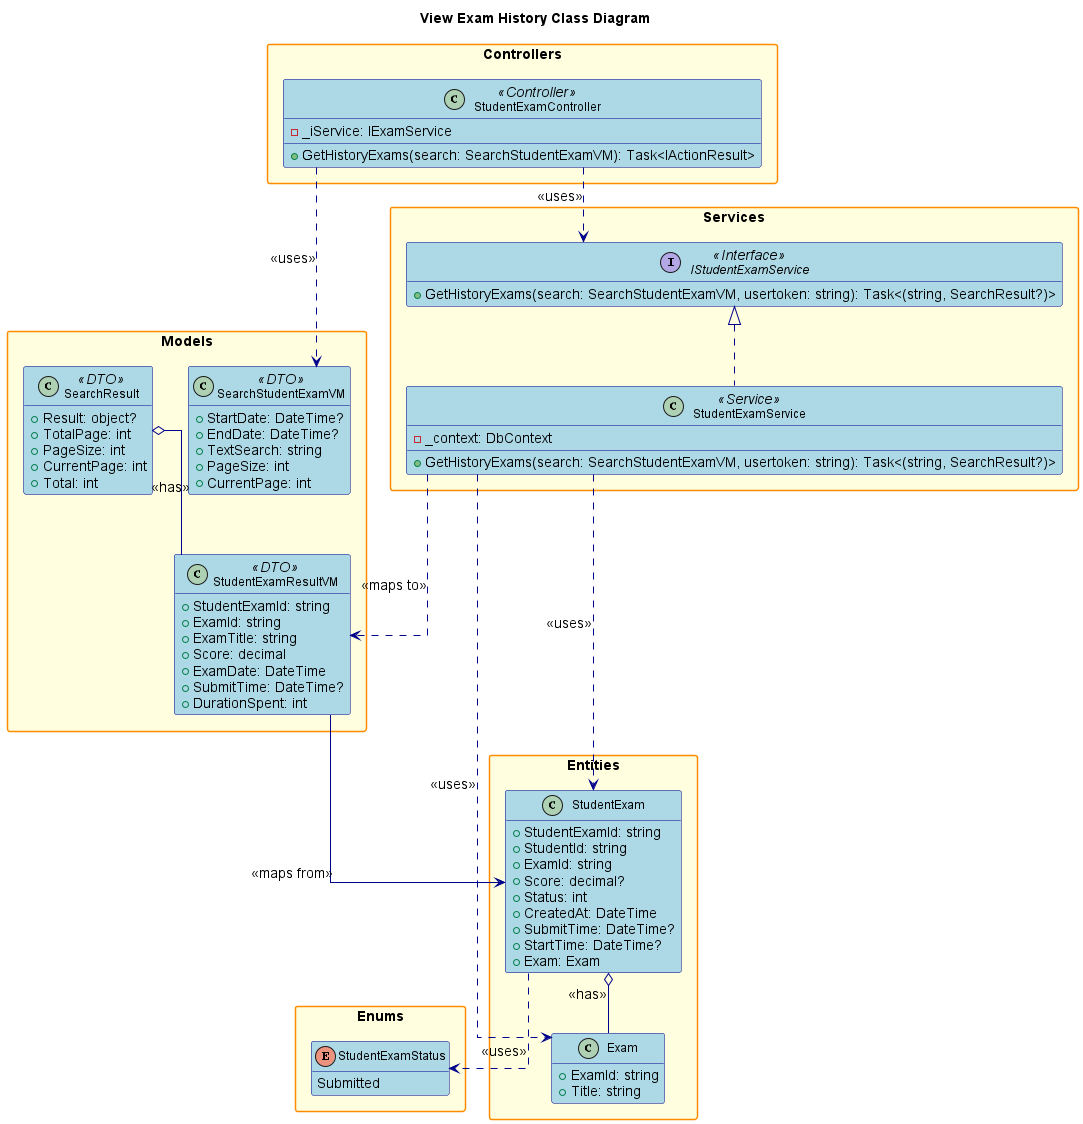 View Exam History Class Diagram
Controllers
C
«Controller»
StudentExamController
_iService: IExamService
GetHistoryExams(search: SearchStudentExamVM): Task<IActionResult>
«uses»
«uses»
Services
I
«Interface»
IStudentExamService
GetHistoryExams(search: SearchStudentExamVM, usertoken: string): Task<(string, SearchResult?)>
C
«Service»
StudentExamService
_context: DbContext
GetHistoryExams(search: SearchStudentExamVM, usertoken: string): Task<(string, SearchResult?)>
Models
C
«DTO»
SearchResult
Result: object?
TotalPage: int
PageSize: int
CurrentPage: int
Total: int
C
«DTO»
SearchStudentExamVM
StartDate: DateTime?
EndDate: DateTime?
TextSearch: string
PageSize: int
CurrentPage: int
«has»
C
«DTO»
StudentExamResultVM
StudentExamId: string
ExamId: string
ExamTitle: string
Score: decimal
ExamDate: DateTime
SubmitTime: DateTime?
DurationSpent: int
«maps to»
«uses»
«uses»
«maps from»
Entities
C
StudentExam
StudentExamId: string
StudentId: string
ExamId: string
Score: decimal?
Status: int
CreatedAt: DateTime
SubmitTime: DateTime?
StartTime: DateTime?
Exam: Exam
«has»
«uses»
C
Exam
ExamId: string
Title: string
Enums
E
StudentExamStatus
Submitted